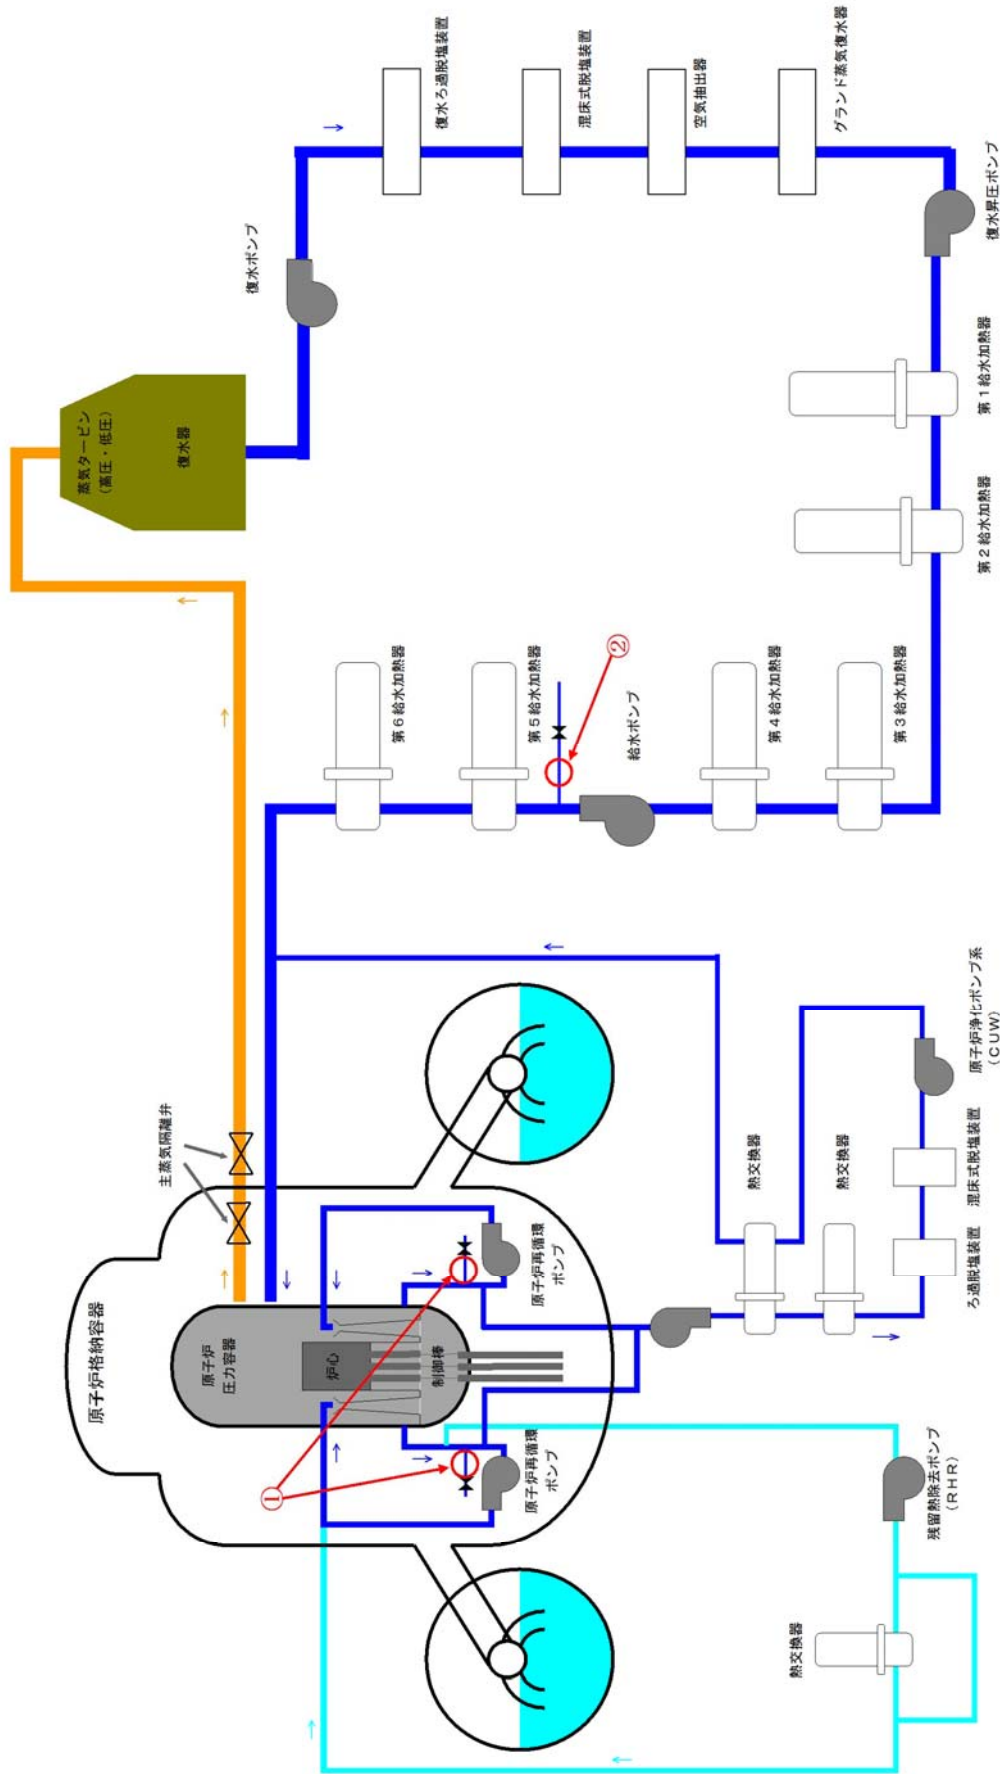 原子炉格納容器
主蒸気隔離弁
蒸気タービン
(高圧・低圧)
復水器
復水ポンプ
復水ろ過脱塩装置
混床式脱塩装置
空気抽出器
グランド蒸気復水器
復水昇圧ポンプ
原子炉
圧力容器
炉心
制御棒
①
原子炉再循環
ポンプ
原子炉再循環
ポンプ
第6給水加熱器
第5給水加熱器
②
給水ポンプ
第4給水加熱器
第3給水加熱器
第2給水加熱器
第1給水加熱器
熱交換器
残留熱除去ポンプ
(RHR)
熱交換器
熱交換器
ろ過脱塩装置
混床式脱塩装置
原子炉浄化ポンプ系
(CUW)